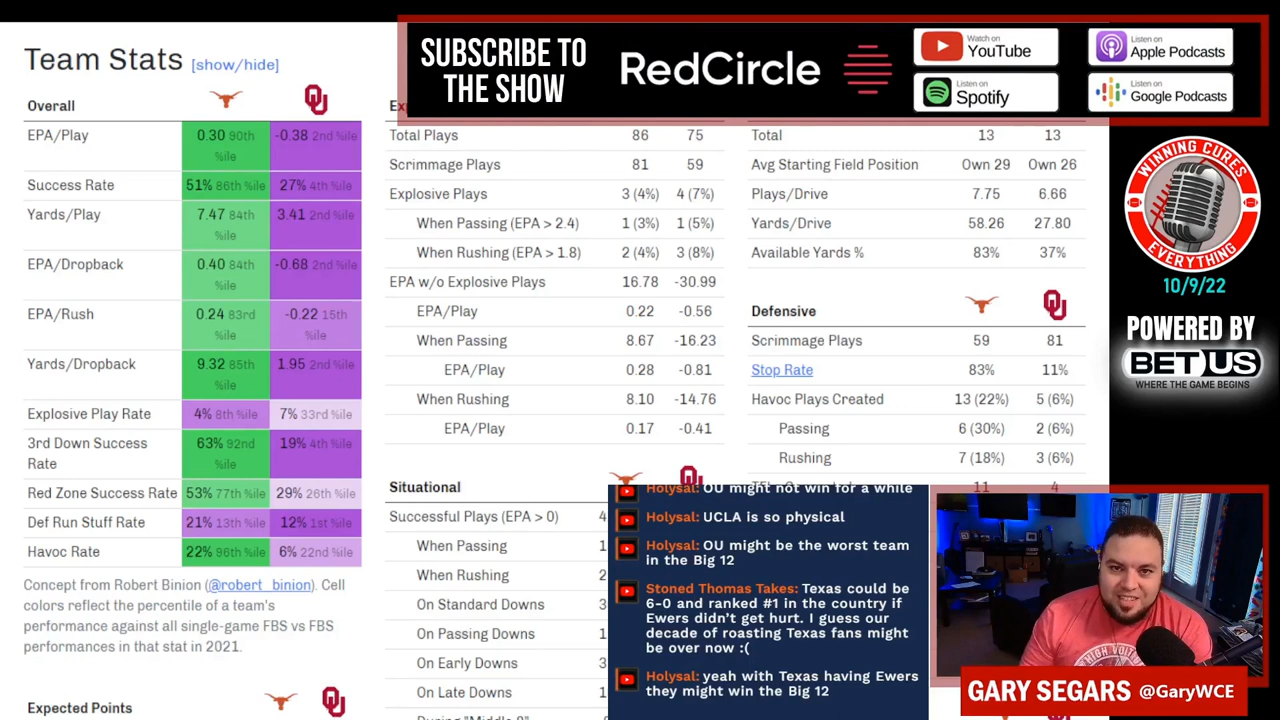 Team Stats [show/hide]
SUBSCRIBE TO
THE SHOW
RedCircle
Watch on
YouTube
Listen on
Apple Podcasts
Listen on
Spotify
Listen on
Google Podcasts
Overall OU
EPA/Play 0.30 90th %ile -0.38 2nd %ile
Success Rate 51% 86th %ile 27% 4th %ile
Yards/Play 7.47 84th %ile 3.41 2nd %ile
EPA/Dropback 0.40 84th %ile -0.68 2nd %ile
EPA/Rush 0.24 83rd %ile -0.22 15th %ile
Yards/Dropback 9.32 85th %ile 1.95 2nd %ile
Explosive Play Rate 4% 8th %ile 7% 33rd %ile
3rd Down Success Rate 63% 92nd %ile 19% 4th %ile
Red Zone Success Rate 53% 77th %ile 29% 26th %ile
Def Run Stuff Rate 21% 13th %ile 12% 1st %ile
Havoc Rate 22% 96th %ile 6% 22nd %ile
Concept from Robert Binion (@robert_binion). Cell
colors reflect the percentile of a team's
performance against all single-game FBS vs FBS
performances in that stat in 2021.
Expected Points OU
Total Plays 86 75
Scrimmage Plays 81 59
Explosive Plays 3 (4%) 4 (7%)
When Passing (EPA > 2.4) 1 (3%) 1 (5%)
When Rushing (EPA > 1.8) 2 (4%) 3 (8%)
EPA w/o Explosive Plays 16.78 -30.99
EPA/Play 0.22 -0.56
When Passing 8.67 -16.23
EPA/Play 0.28 -0.81
When Rushing 8.10 -14.76
EPA/Play 0.17 -0.41
Situational
Successful Plays (EPA > 0)
When Passing
When Rushing
On Standard Downs
On Passing Downs
On Early Downs
On Late Downs
Total 13 13
Avg Starting Field Position Own 29 Own 26
Plays/Drive 7.75 6.66
Yards/Drive 58.26 27.80
Available Yards % 83% 37%
Defensive OU
Scrimmage Plays 59 81
Stop Rate 83% 11%
Havoc Plays Created 13 (22%) 5 (6%)
Passing 6 (30%) 2 (6%)
Rushing 7 (18%) 3 (6%)
Holysal: OU might not win for a while
Holysal: UCLA is so physical
Holysal: OU might be the worst team
in the Big 12
Stoned Thomas Takes: Texas could be
6-0 and ranked #1 in the country if
Ewers didn't get hurt. I guess our
decade of roasting Texas fans might
be over now :(
Holysal: yeah with Texas having Ewers
they might win the Big 12
WINNING CURES
EVERYTHING
10/9/22
POWERED BY
BETUS
WHERE THE GAME BEGINS
GARY SEGARS @GaryWCE